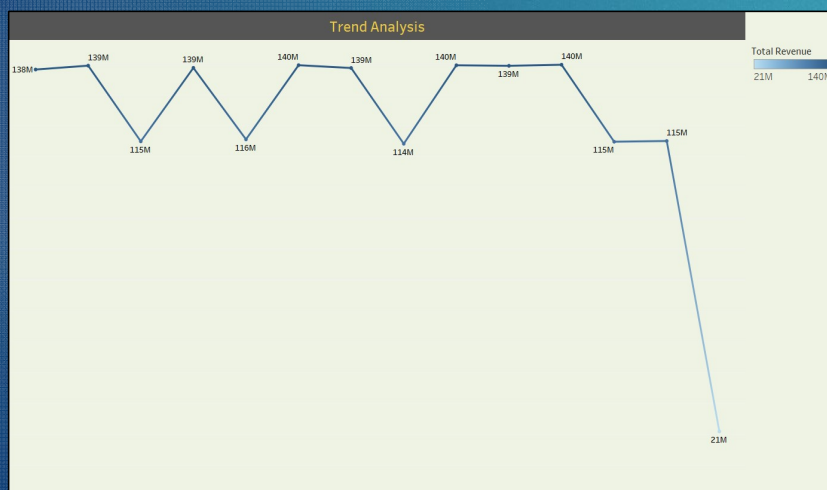 Trend Analysis
Total Revenue
21M 140M
138M
139M
115M
139M
116M
140M
139M
114M
140M
139M
140M
115M
115M
21M